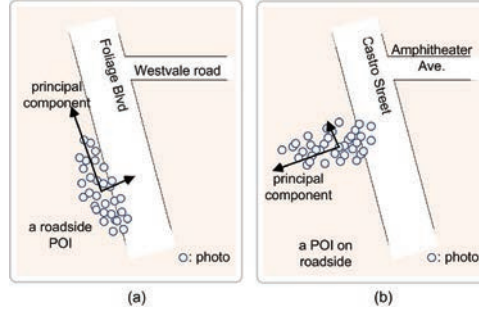 Foliage Blvd
Westvale road
principal
component
a roadside
POI
: photo
(a)
Castro Street
Amphitheater
Ave.
principal
component
a POI on
roadside
: photo
(b)